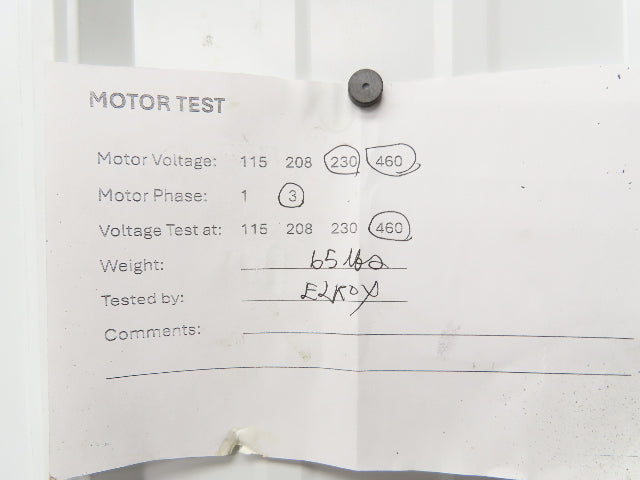 MOTOR TEST
Motor Voltage: 115 208 230 460
Motor Phase: 1 3
Voltage Test at: 115 208 230 460
Weight: 65 lbs
Tested by: ELROY
Comments: